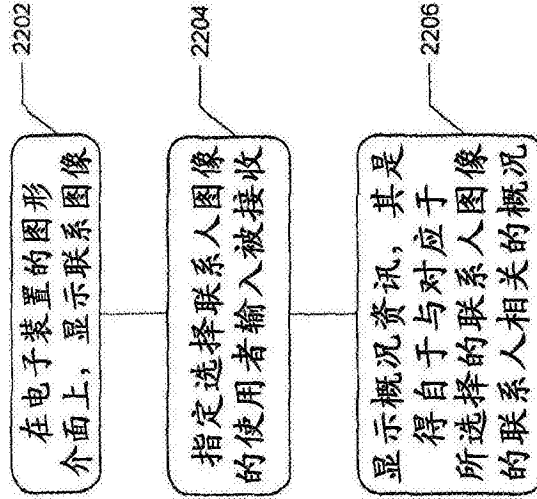 在电子装置的图形
介面上，显示联系图像
2202
指定选择联系人图像
的使用者输入被接收
2204
显示概况资讯，其是
得自于与对应于
所选择的联系人图像
的联系人相关的概况
2206